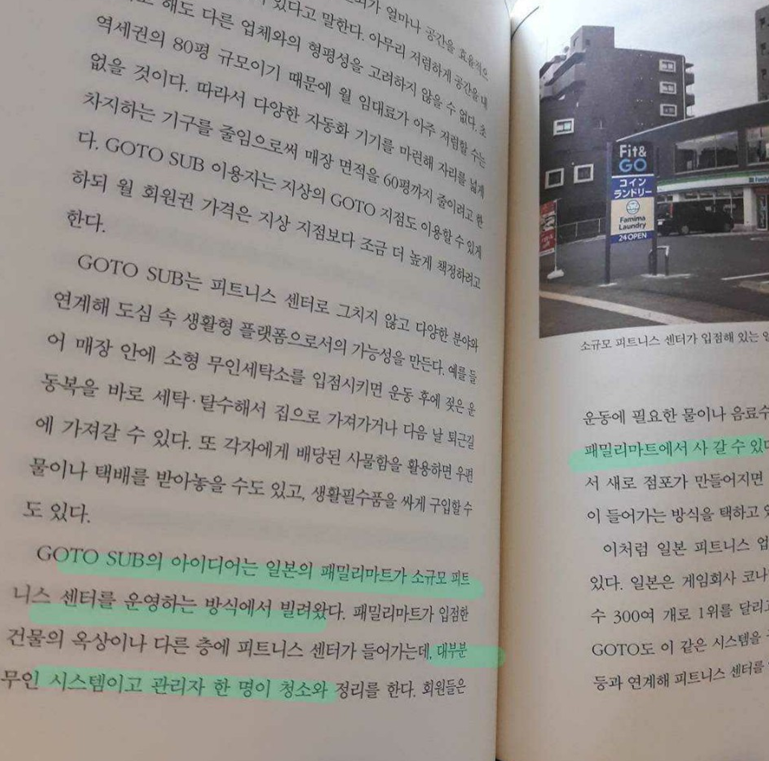 얼마나 공간을 효율적으
해도 다른 업체와의 형평성을 고려하지 않을 수 없다. 초
있다고 말한다. 아무리 저렴하게 공간을 내
역세권의 80평 규모이기 때문에 월 임대료가 아주 저렴할 수는
없을 것이다. 따라서 다양한 자동화 기기를 마련해 자리를 넓게
차지하는 기구를 줄임으로써 매장 면적을 60평까지 줄이려고 한
다. GOTO SUB 이용자는 지상의 GOTO 지점도 이용할 수 있게
하되 월 회원권 가격은 지상 지점보다 조금 더 높게 책정하려고
한다.
GOTO SUB는 피트니스 센터로 그치지 않고 다양한 분야와
연계해 도심 속 생활형 플랫폼으로서의 가능성을 만든다. 예를 들
어 매장 안에 소형 무인세탁소를 입점시키면 운동 후에 젖은 운
동복을 바로 세탁·탈수해서 집으로 가져가거나 다음 날 퇴근길
에 가져갈 수 있다. 또 각자에게 배당된 사물함을 활용하면 우편
물이나 택배를 받아놓을 수도 있고, 생활필수품을 싸게 구입할 수
도 있다.
GOTO SUB의 아이디어는 일본의 패밀리마트가 소규모 피트
니스 센터를 운영하는 방식에서 빌려왔다. 패밀리마트가 입점한
건물의 옥상이나 다른 층에 피트니스 센터가 들어가는데, 대부분
무인 시스템이고 관리자 한 명이 청소와 정리를 한다. 회원들은
Fit&
GO
コイン
ランドリー
Famima
Laundry
24 OPEN
소규모 피트니스 센터가 입점해 있는
운동에 필요한 물이나 음료수
패밀리마트에서 사 갈 수 있다
서 새로 점포가 만들어지면
이 들어가는 방식을 택하고
이처럼 일본 피트니스 업
있다. 일본은 게임회사 코나
수 300여 개로 1위를 달리고
GOTO도 이 같은 시스템을
등과 연계해 피트니스 센터를